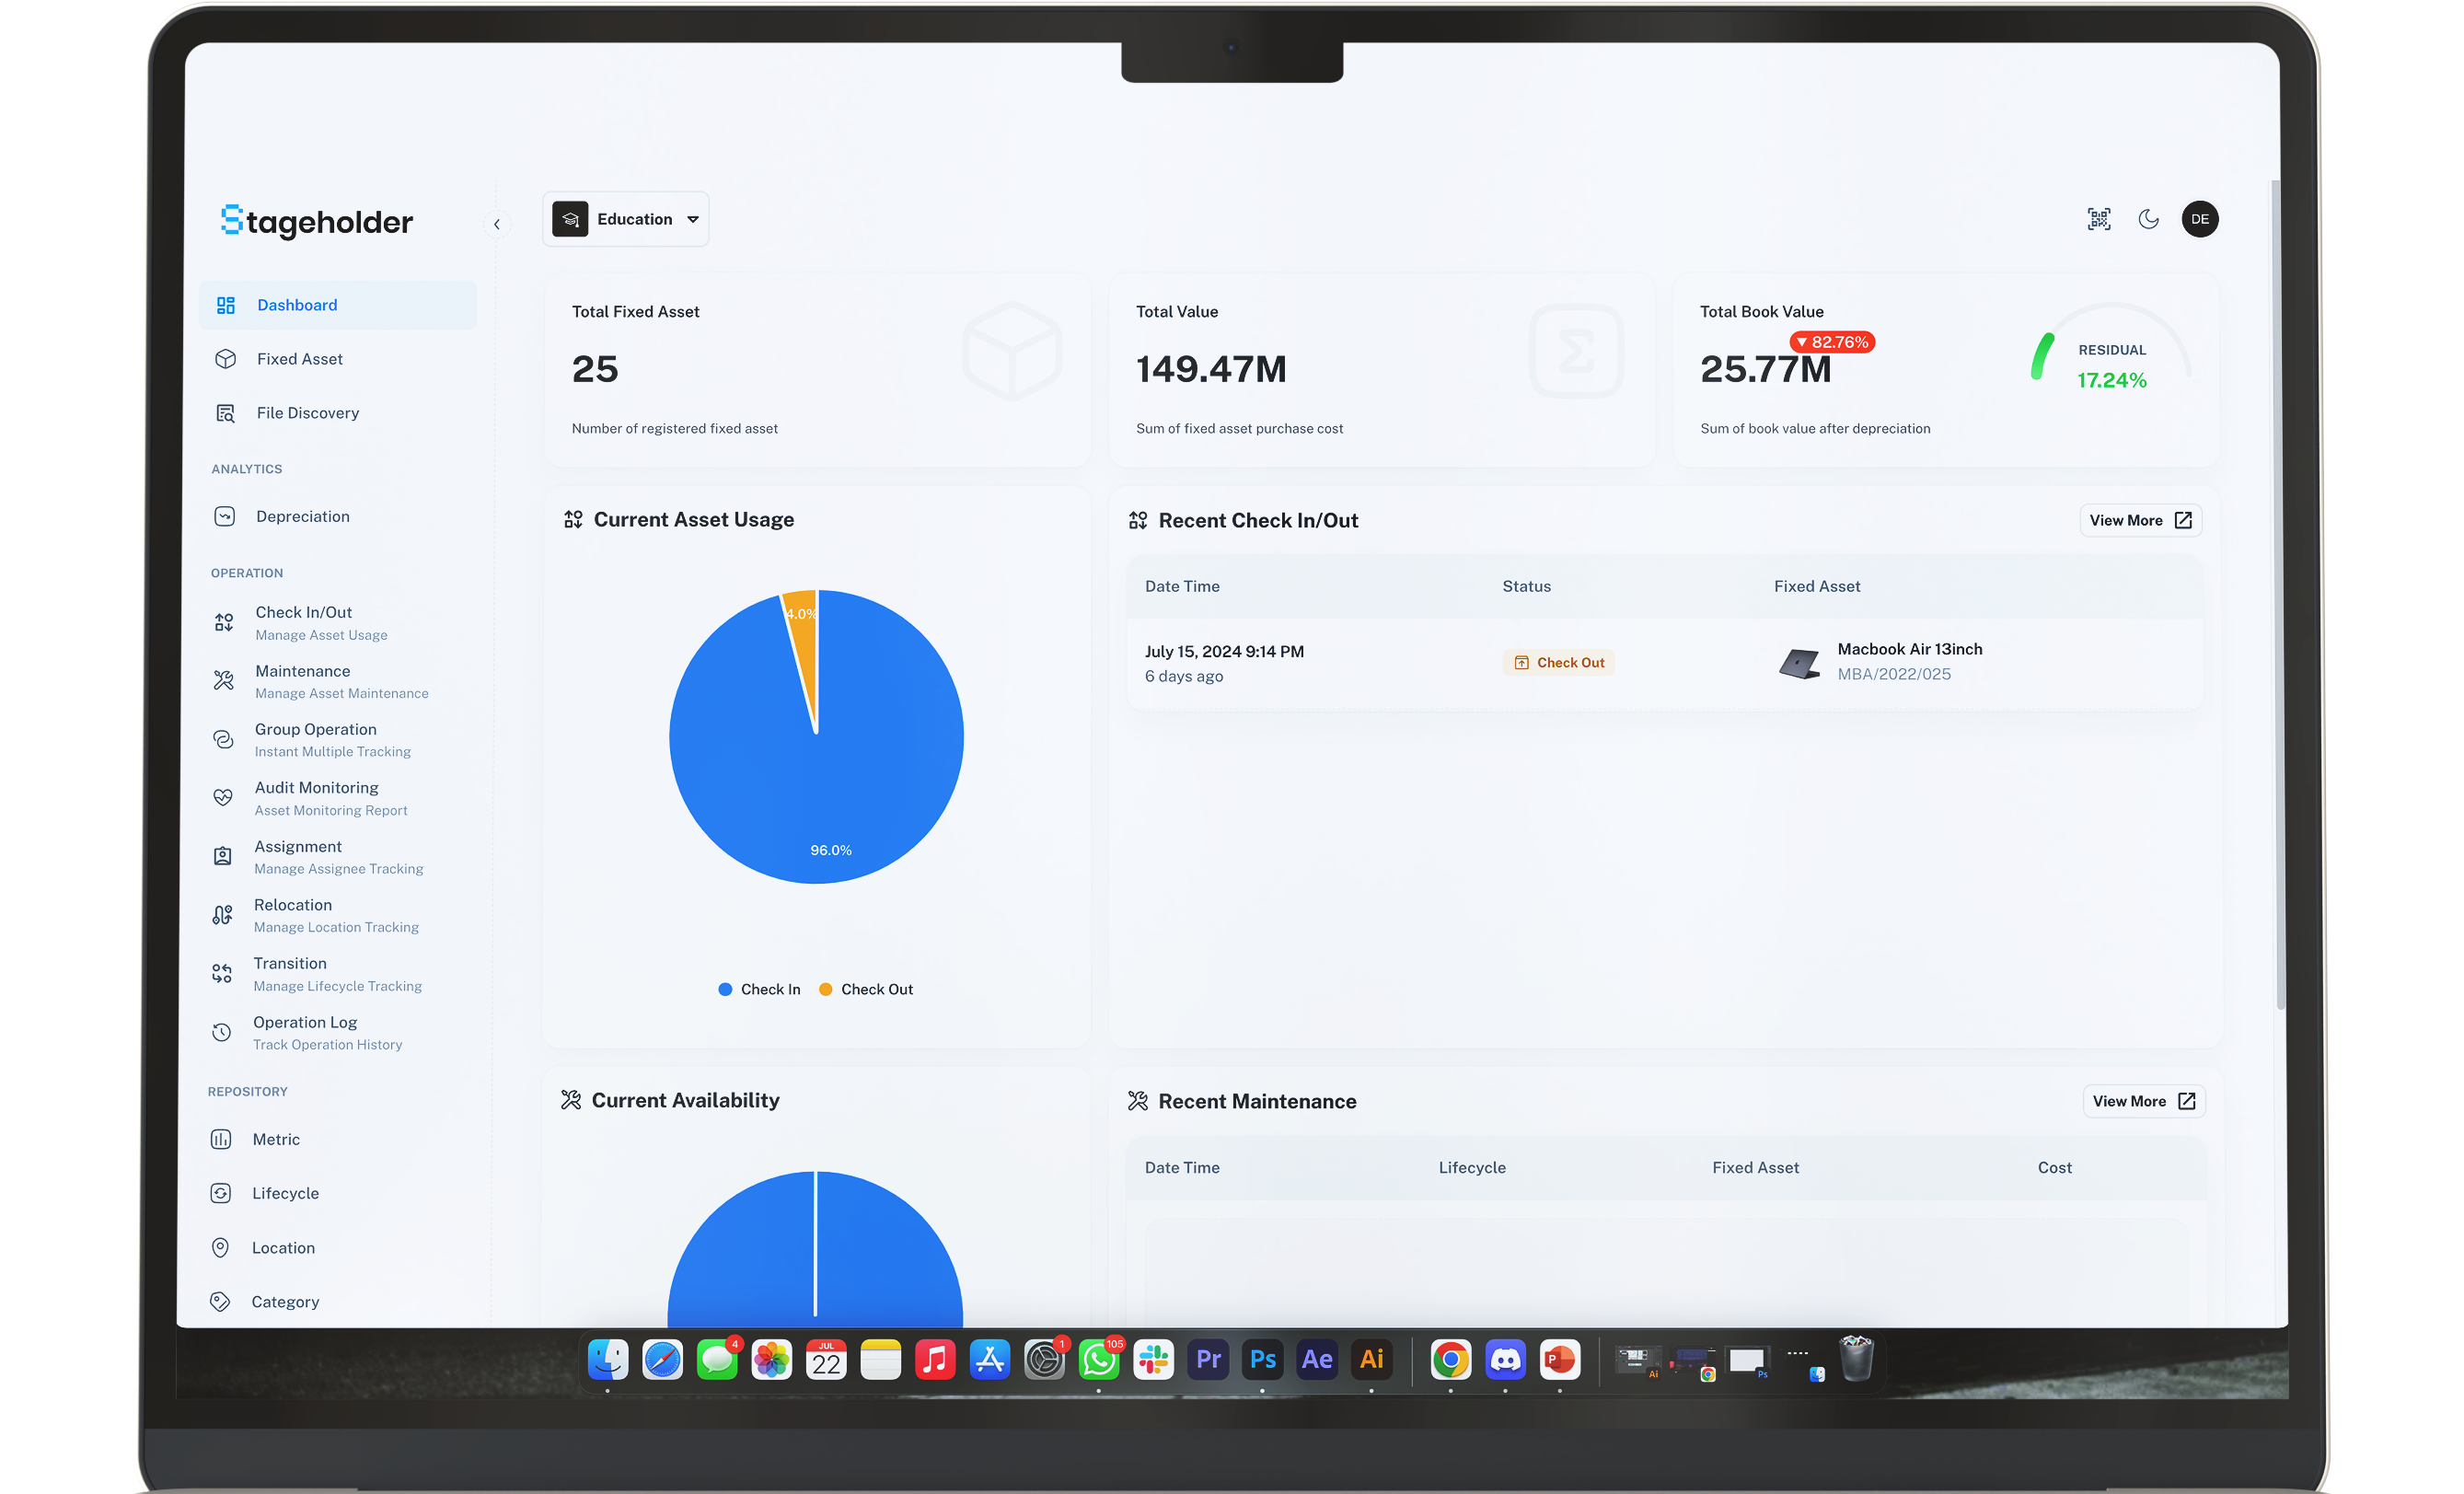 Stageholder
Education
DE
Dashboard
Fixed Asset
File Discovery
ANALYTICS
Depreciation
OPERATION
Check In/Out
Manage Asset Usage
Maintenance
Manage Asset Maintenance
Group Operation
Instant Multiple Tracking
Audit Monitoring
Asset Monitoring Report
Assignment
Manage Assignee Tracking
Relocation
Manage Location Tracking
Transition
Manage Lifecycle Tracking
Operation Log
Track Operation History
REPOSITORY
Metric
Lifecycle
Location
Category
Total Fixed Asset
25
Number of registered fixed asset
Total Value
149.47M
Sum of fixed asset purchase cost
Total Book Value
▼ 82.76%
25.77M
Sum of book value after depreciation
RESIDUAL
17.24%
Current Asset Usage
4.0%
96.0%
Check In Check Out
Recent Check In/Out
View More
Date Time Status Fixed Asset
July 15, 2024 9:14 PM
6 days ago
Check Out
Macbook Air 13inch
MBA/2022/025
Current Availability
Recent Maintenance
View More
Date Time Lifecycle Fixed Asset Cost
4
JUL
22
1
105
Pr
Ps
Ae
Ai
P
Ai
Ps